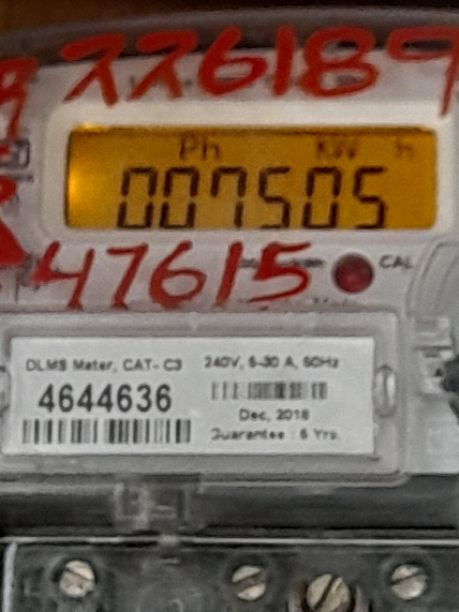 226189
Ph KW h
007505
47615
CAL
DLMS Meter, CAT- C3 240V, 5-30 A, 50Hz
4644636
Dec, 2018
Guarantee : 5 Yrs.